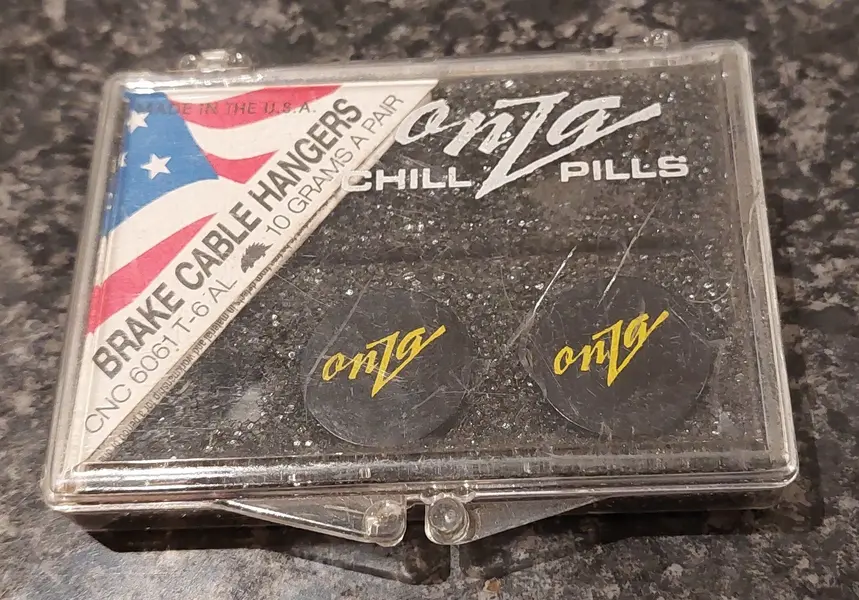 MADE IN THE U.S.A.
BRAKE CABLE HANGERS
10 GRAMS A PAIR
CNC 6061 T-6 AL
onZa
CHILL PILLS
onZa
onZa